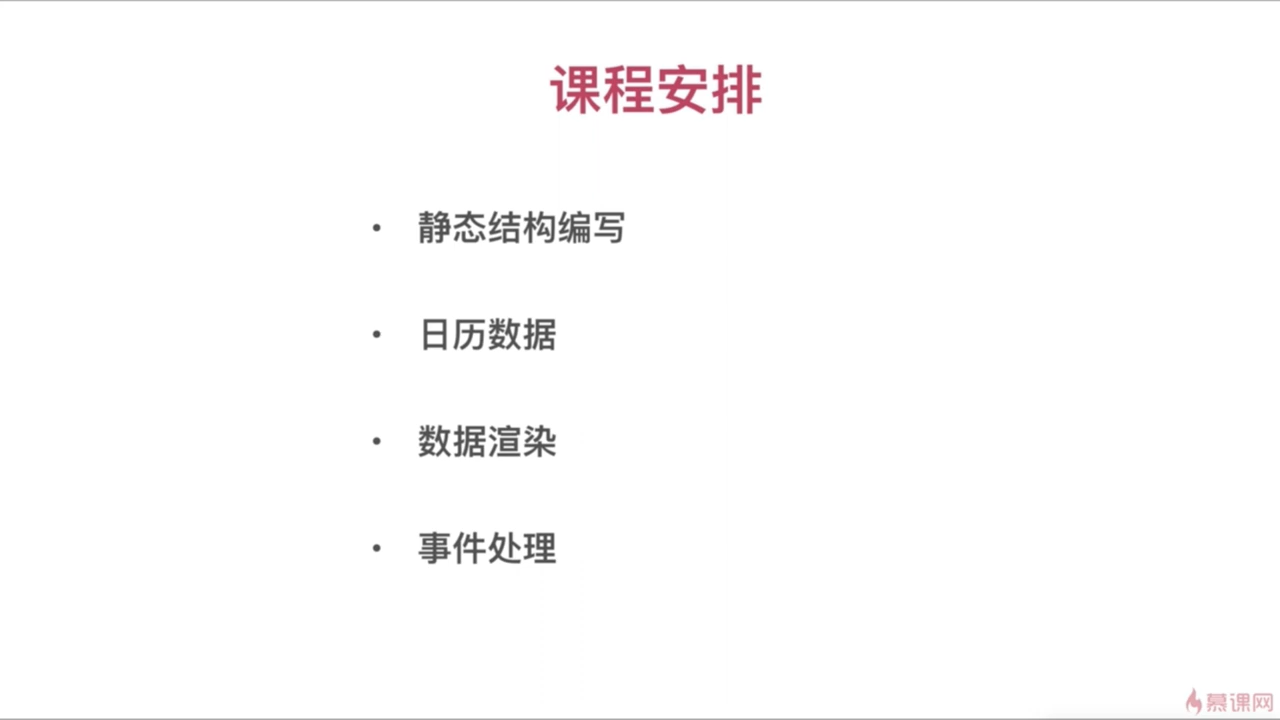 课程安排
• 静态结构编写
• 日历数据
• 数据渲染
• 事件处理
慕课网